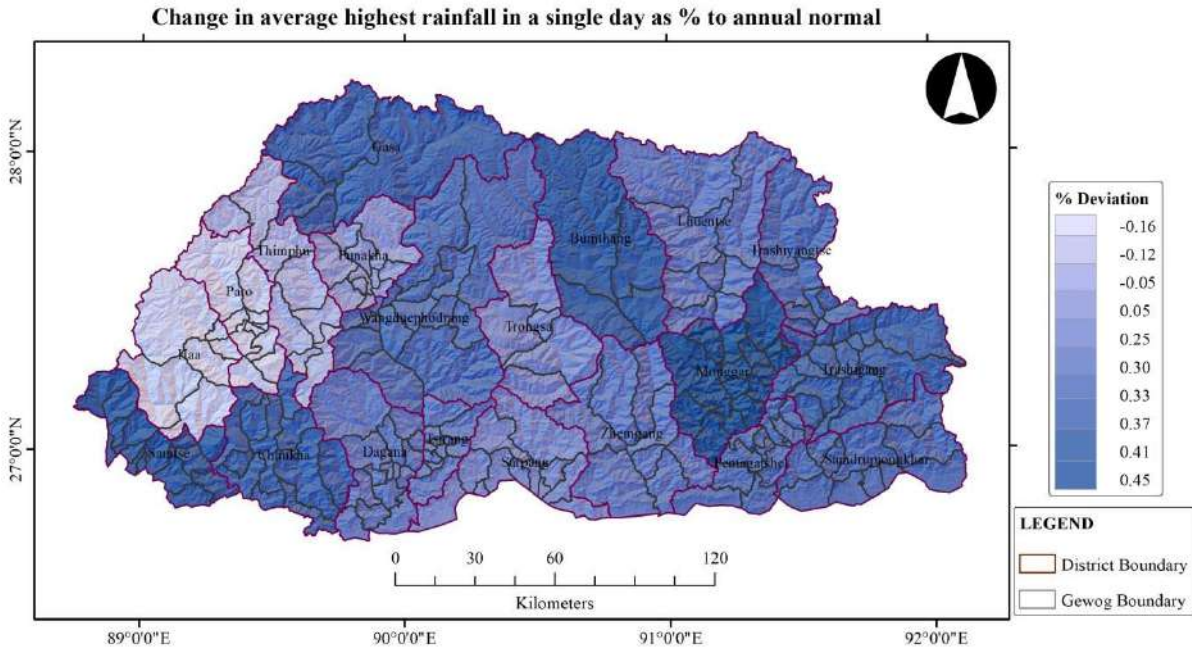 Change in average highest rainfall in a single day as % to annual normal
28°0'0"N
27°0'0"N
Gasa
Bumthang
Lhuentse
Trashiyangtse
Thimphu
Punakha
Paro
Wangduephodrang
Trongsa
Haa
Monggar
Trashigang
Samtse
Chhukha
Dagana
Tsirang
Sarpang
Zhemgang
Pemagatshel
Samdrupjongkhar
% Deviation
-0.16
-0.12
-0.05
0.05
0.25
0.30
0.33
0.37
0.41
0.45
LEGEND
District Boundary
Gewog Boundary
0 30 60 120
Kilometers
89°0'0"E 90°0'0"E 91°0'0"E 92°0'0"E